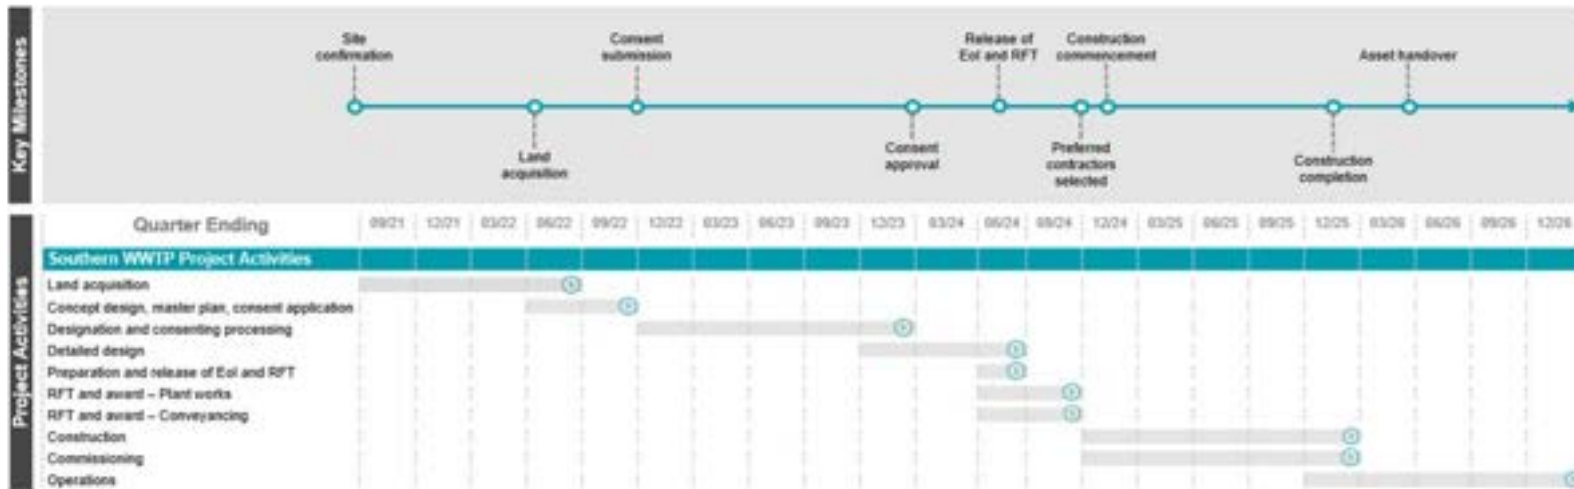 Key Milestones
Site
confirmation
Consent
submission
Release of
EoI and RFT
Construction
commencement
Asset handover
Land
acquisition
Consent
approval
Preferred
contractors
selected
Construction
completion
Project Activities
Quarter Ending 09/21 12/21 03/22 06/22 09/22 12/22 03/23 06/23 09/23 12/23 03/24 06/24 09/24 12/24 03/25 06/25 09/25 12/25 03/26 06/26 09/26 12/26
Southern WWTP Project Activities
Land acquisition
Concept design, master plan, consent application
Designation and consenting processing
Detailed design
Preparation and release of EoI and RFT
RFT and award – Plant works
RFT and award – Conveyancing
Construction
Commissioning
Operations